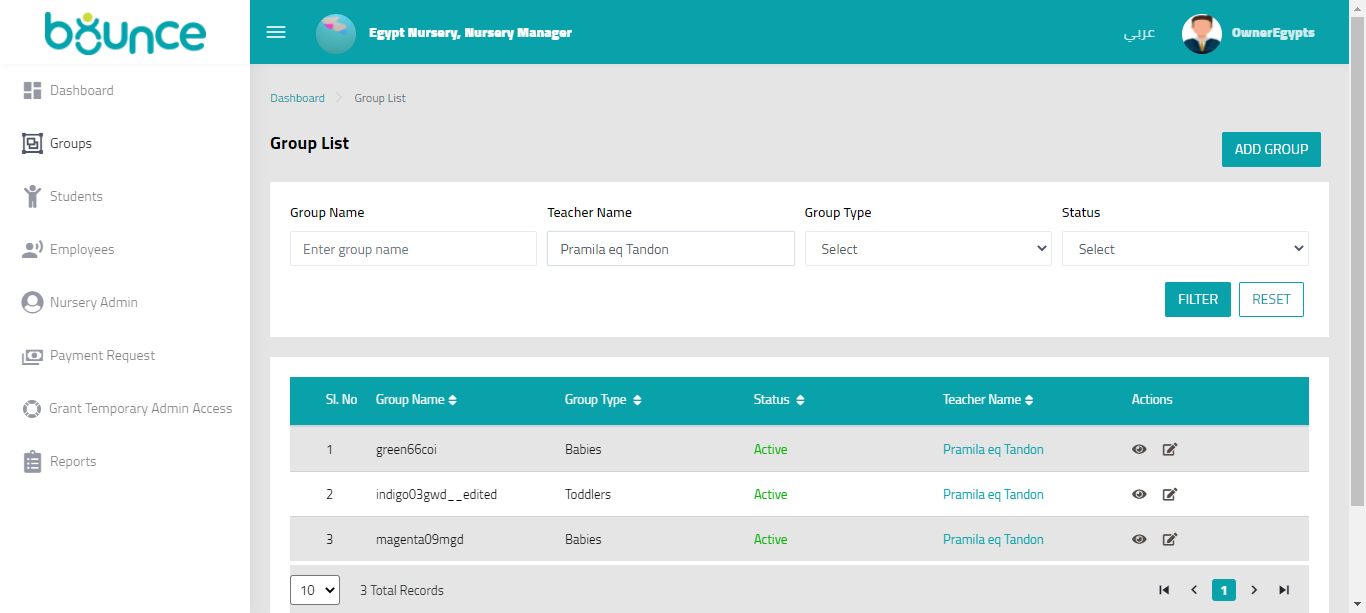 bounce
Egypt Nursery, Nursery Manager
عربي
OwnerEgypts
Dashboard
Groups
Students
Employees
Nursery Admin
Payment Request
Grant Temporary Admin Access
Reports
Dashboard Group List
Group List
ADD GROUP
Group Name Teacher Name Group Type Status
Enter group name Pramila eq Tandon Select Select
FILTER RESET
Sl. No Group Name Group Type Status Teacher Name Actions
1 green66coi Babies Active Pramila eq Tandon
2 indigo03gwd__edited Toddlers Active Pramila eq Tandon
3 magenta09mgd Babies Active Pramila eq Tandon
10 3 Total Records 1